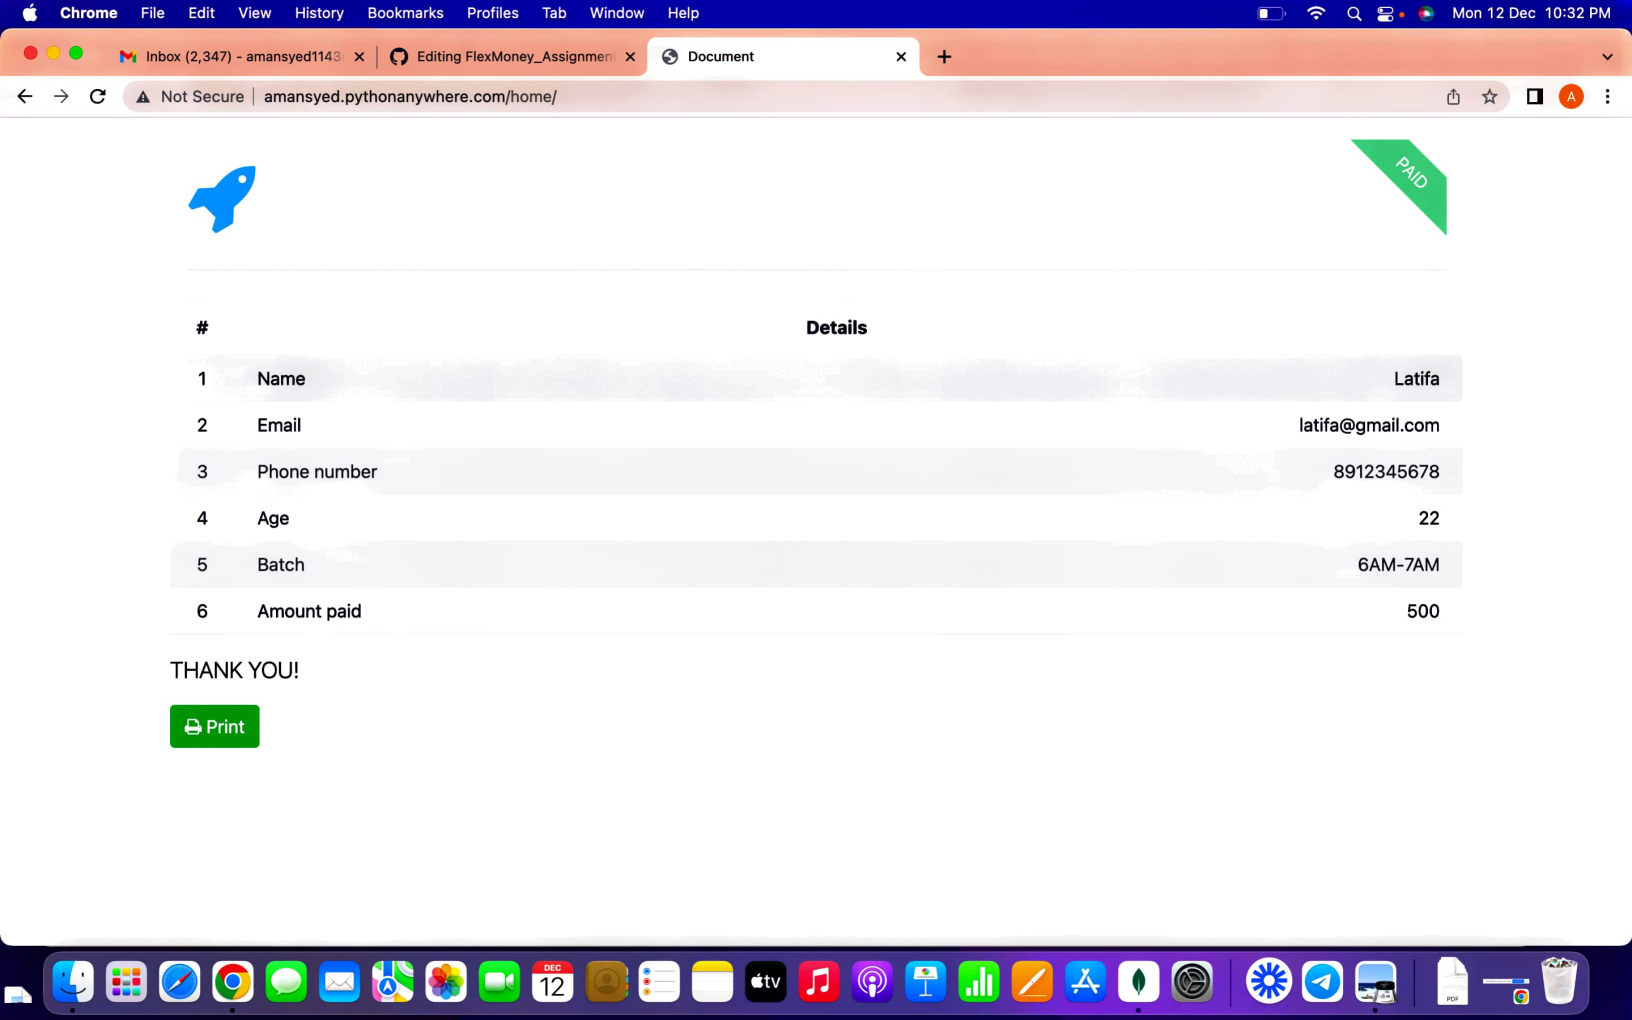 Chrome File Edit View History Bookmarks Profiles Tab Window Help Mon 12 Dec 10:32 PM
Inbox (2,347) - amansyed1143 Editing FlexMoney_Assignment Document
Not Secure amansyed.pythonanywhere.com/home/ A
PAID
# Details
1 Name Latifa
2 Email latifa@gmail.com
3 Phone number 8912345678
4 Age 22
5 Batch 6AM-7AM
6 Amount paid 500
THANK YOU!
Print
DEC
12
tv
PDF